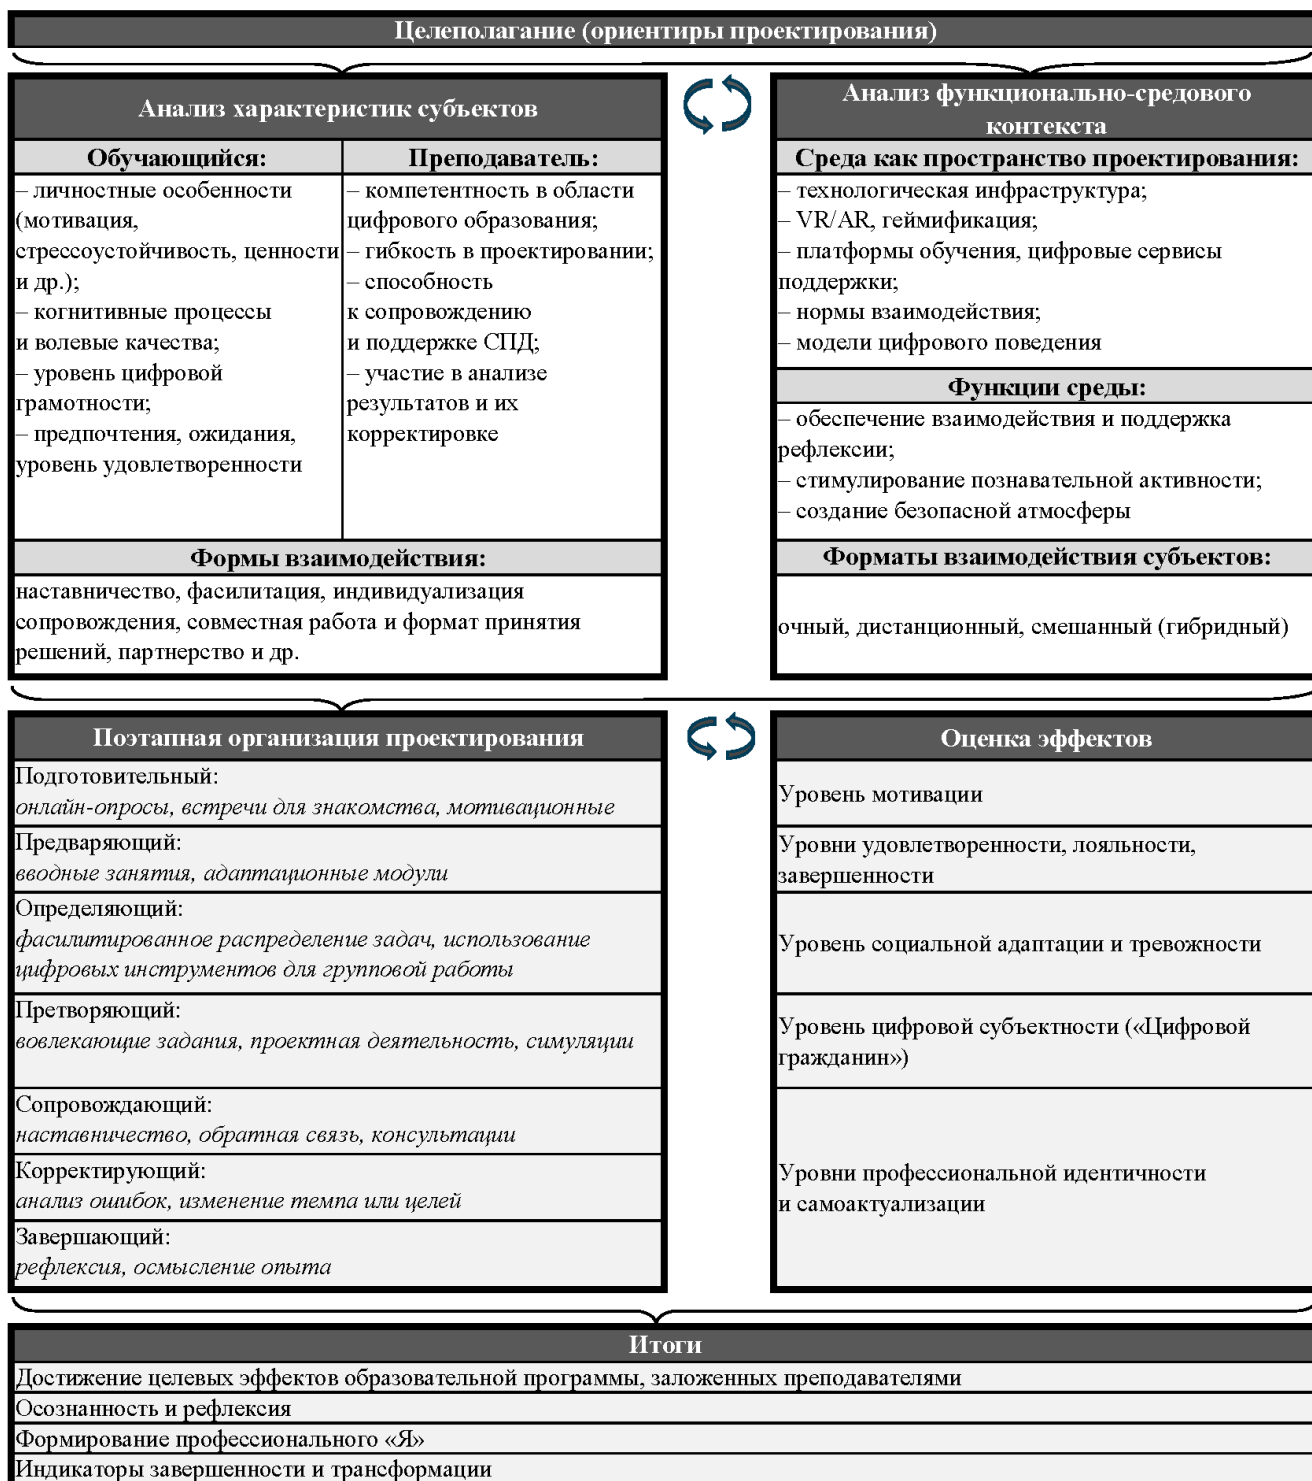 Целеполагание (ориентиры проектирования)
Анализ характеристик субъектов
Обучающийся:
– личностные особенности
(мотивация,
стрессоустойчивость, ценности
и др.);
– когнитивные процессы
и волевые качества;
– уровень цифровой
грамотности;
– предпочтения, ожидания,
уровень удовлетворенности
Преподаватель:
– компетентность в области
цифрового образования;
– гибкость в проектировании;
– способность
к сопровождению
и поддержке СПД;
– участие в анализе
результатов и их
корректировке
Формы взаимодействия:
наставничество, фасилитация, индивидуализация
сопровождения, совместная работа и формат принятия
решений, партнерство и др.
Анализ функционально-средового
контекста
Среда как пространство проектирования:
– технологическая инфраструктура;
– VR/AR, геймификация;
– платформы обучения, цифровые сервисы
поддержки;
– нормы взаимодействия;
– модели цифрового поведения
Функции среды:
– обеспечение взаимодействия и поддержка
рефлексии;
– стимулирование познавательной активности;
– создание безопасной атмосферы
Форматы взаимодействия субъектов:
очный, дистанционный, смешанный (гибридный)
Поэтапная организация проектирования
Подготовительный:
онлайн-опросы, встречи для знакомства, мотивационные
Предваряющий:
вводные занятия, адаптационные модули
Определяющий:
фасилитированное распределение задач, использование
цифровых инструментов для групповой работы
Претворяющий:
вовлекающие задания, проектная деятельность, симуляции
Сопровождающий:
наставничество, обратная связь, консультации
Корректирующий:
анализ ошибок, изменение темпа или целей
Завершающий:
рефлексия, осмысление опыта
Оценка эффектов
Уровень мотивации
Уровни удовлетворенности, лояльности,
завершенности
Уровень социальной адаптации и тревожности
Уровень цифровой субъектности («Цифровой
гражданин»)
Уровни профессиональной идентичности
и самоактуализации
Итоги
Достижение целевых эффектов образовательной программы, заложенных преподавателями
Осознанность и рефлексия
Формирование профессионального «Я»
Индикаторы завершенности и трансформации